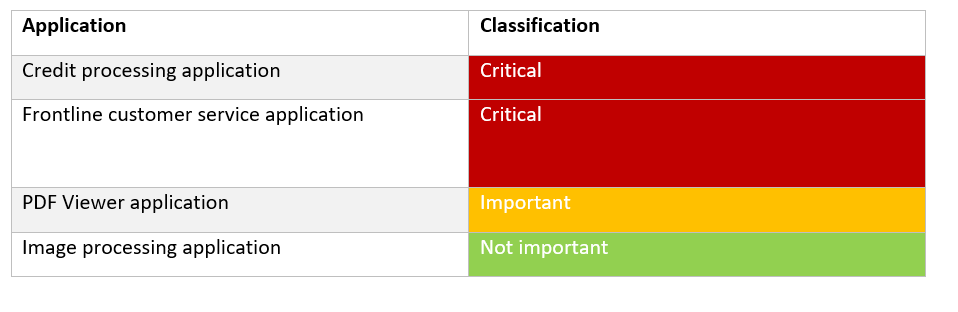 Application Classification
Credit processing application Critical
Frontline customer service application Critical
PDF Viewer application Important
Image processing application Not important